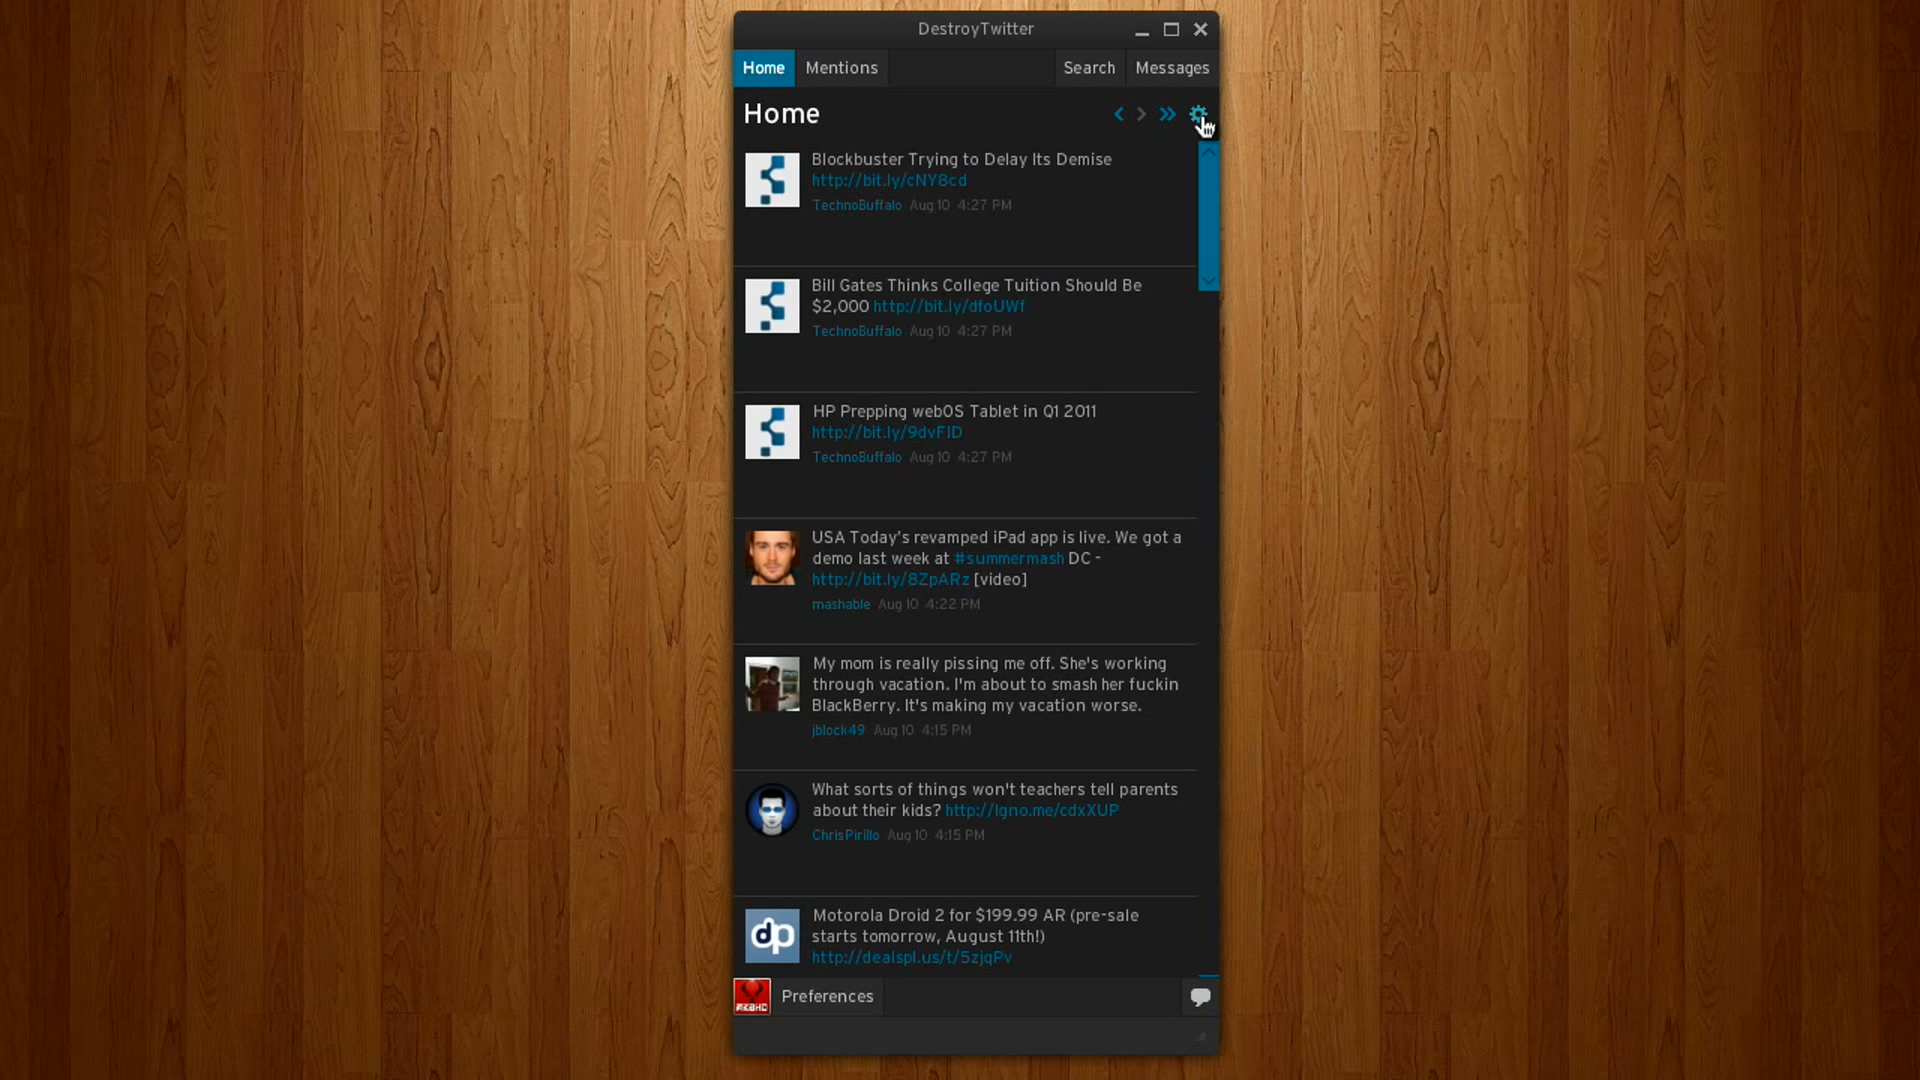 DestroyTwitter
Home
Mentions
Search
Messages
Home
Blockbuster Trying to Delay Its Demise
http://bit.ly/cNY8cd
TechnoBuffalo Aug 10 4:27 PM
Bill Gates Thinks College Tuition Should Be
$2,000 http://bit.ly/dfoUWf
TechnoBuffalo Aug 10 4:27 PM
HP Prepping webOS Tablet in Q1 2011
http://bit.ly/9dvFID
TechnoBuffalo Aug 10 4:27 PM
USA Today's revamped iPad app is live. We got a
demo last week at #summermash DC -
http://bit.ly/8ZpARz [video]
mashable Aug 10 4:22 PM
My mom is really pissing me off. She's working
through vacation. I'm about to smash her fuckin
BlackBerry. It's making my vacation worse.
jblock49 Aug 10 4:15 PM
What sorts of things won't teachers tell parents
about their kids? http://lgno.me/cdxXUP
ChrisPirillo Aug 10 4:15 PM
dp
Motorola Droid 2 for $199.99 AR (pre-sale
starts tomorrow, August 11th!)
http://dealspl.us/t/5zjqPv
Preferences